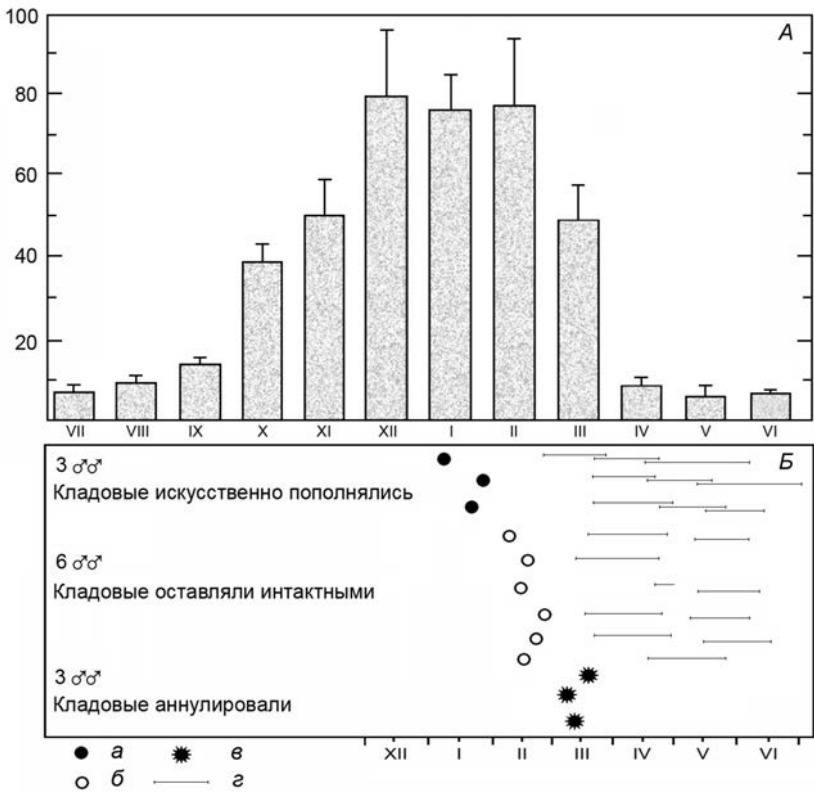 100
А
80
60
40
20
VII VIII IX X XI XII I II III IV V VI
Б
3 ♂♂
Кладовые искусственно пополнялись
6 ♂♂
Кладовые оставляли интактными
3 ♂♂
Кладовые аннулировали
XII I II III IV V VI
а в
б г